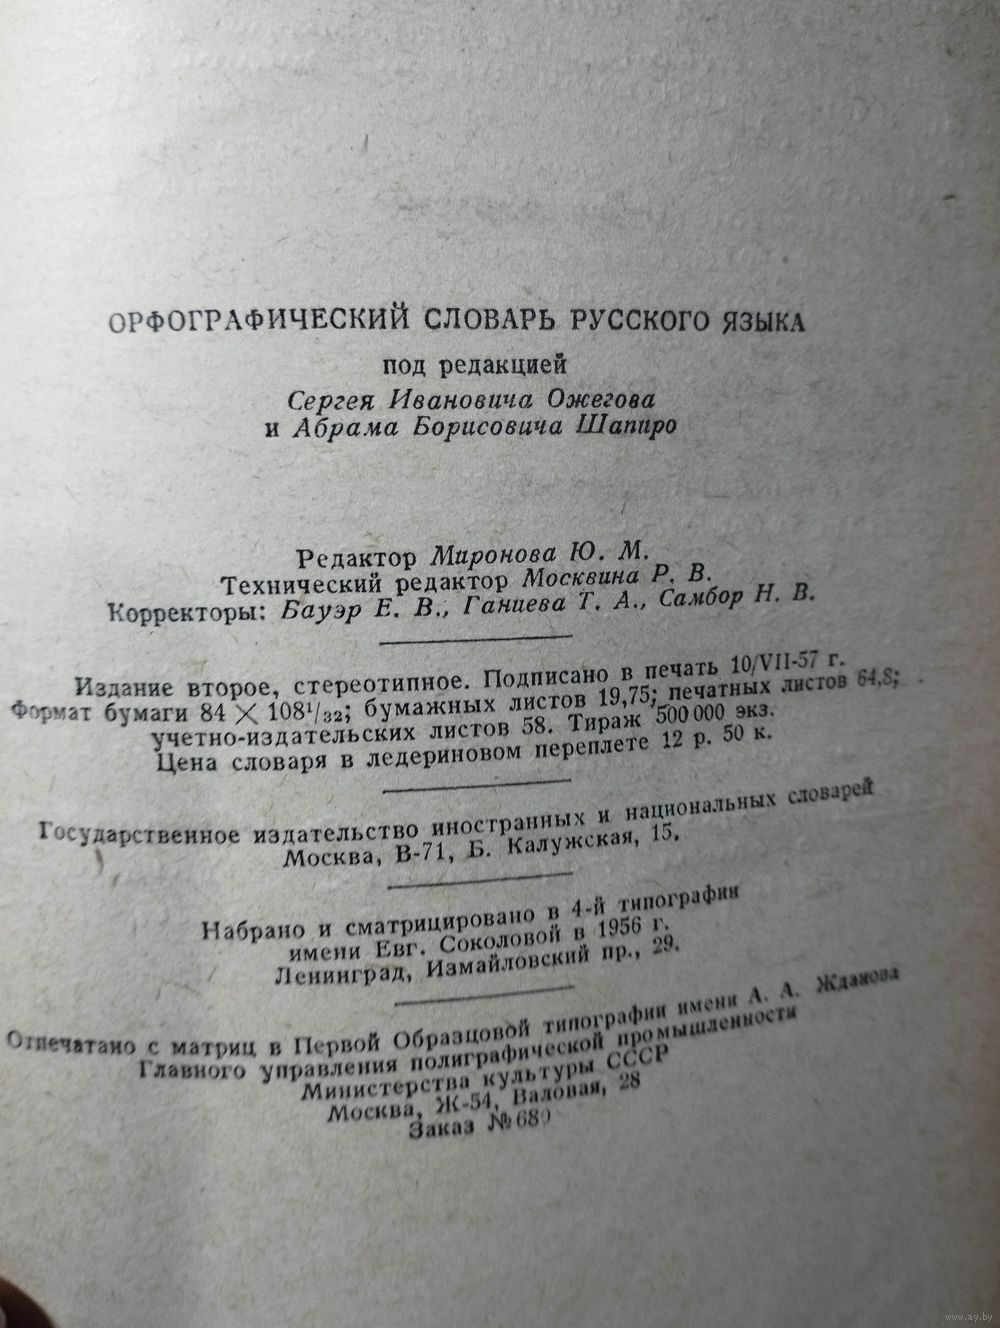 ОРФОГРАФИЧЕСКИЙ СЛОВАРЬ РУССКОГО ЯЗЫКА
под редакцией
Сергея Ивановича Ожегова
и Абрама Борисовича Шапиро
Редактор Миронова Ю. М.
Технический редактор Москвина Р. В.
Корректоры: Бауэр Е. В., Ганиева Т. А., Самбор Н. В.
Издание второе, стереотипное. Подписано в печать 10/VII-57 г.
Формат бумаги 84 × 108¹/₃₂; бумажных листов 19,75; печатных листов 64,8;
учетно-издательских листов 58. Тираж 500 000 экз.
Цена словаря в ледериновом переплете 12 р. 50 к.
Государственное издательство иностранных и национальных словарей
Москва, В-71, Б. Калужская, 15.
Набрано и сматрицировано в 4-й типографии
имени Евг. Соколовой в 1956 г.
Ленинград, Измайловский пр., 29.
Отпечатано с матриц в Первой Образцовой типографии имени А. А. Жданова
Главного управления полиграфической промышленности
Министерства культуры СССР
Москва, Ж-54, Валовая, 28
Заказ № 680
www.ay.by